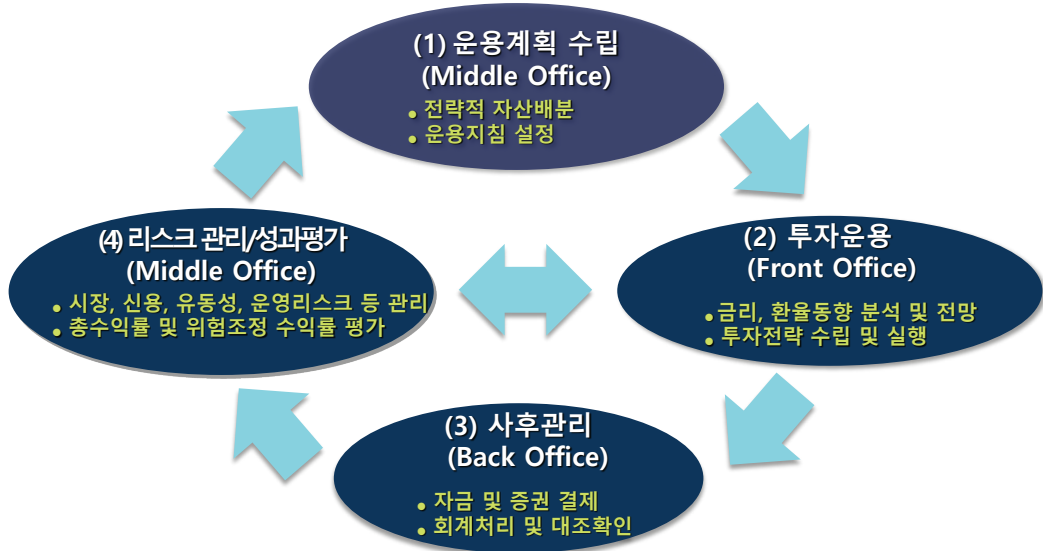 (1) 운용계획 수립
(Middle Office)
• 전략적 자산배분
• 운용지침 설정
(4) 리스크 관리/성과평가
(Middle Office)
• 시장, 신용, 유동성, 운영리스크 등 관리
• 총수익률 및 위험조정 수익률 평가
(2) 투자운용
(Front Office)
• 금리, 환율동향 분석 및 전망
• 투자전략 수립 및 실행
(3) 사후관리
(Back Office)
• 자금 및 증권 결제
• 회계처리 및 대조확인